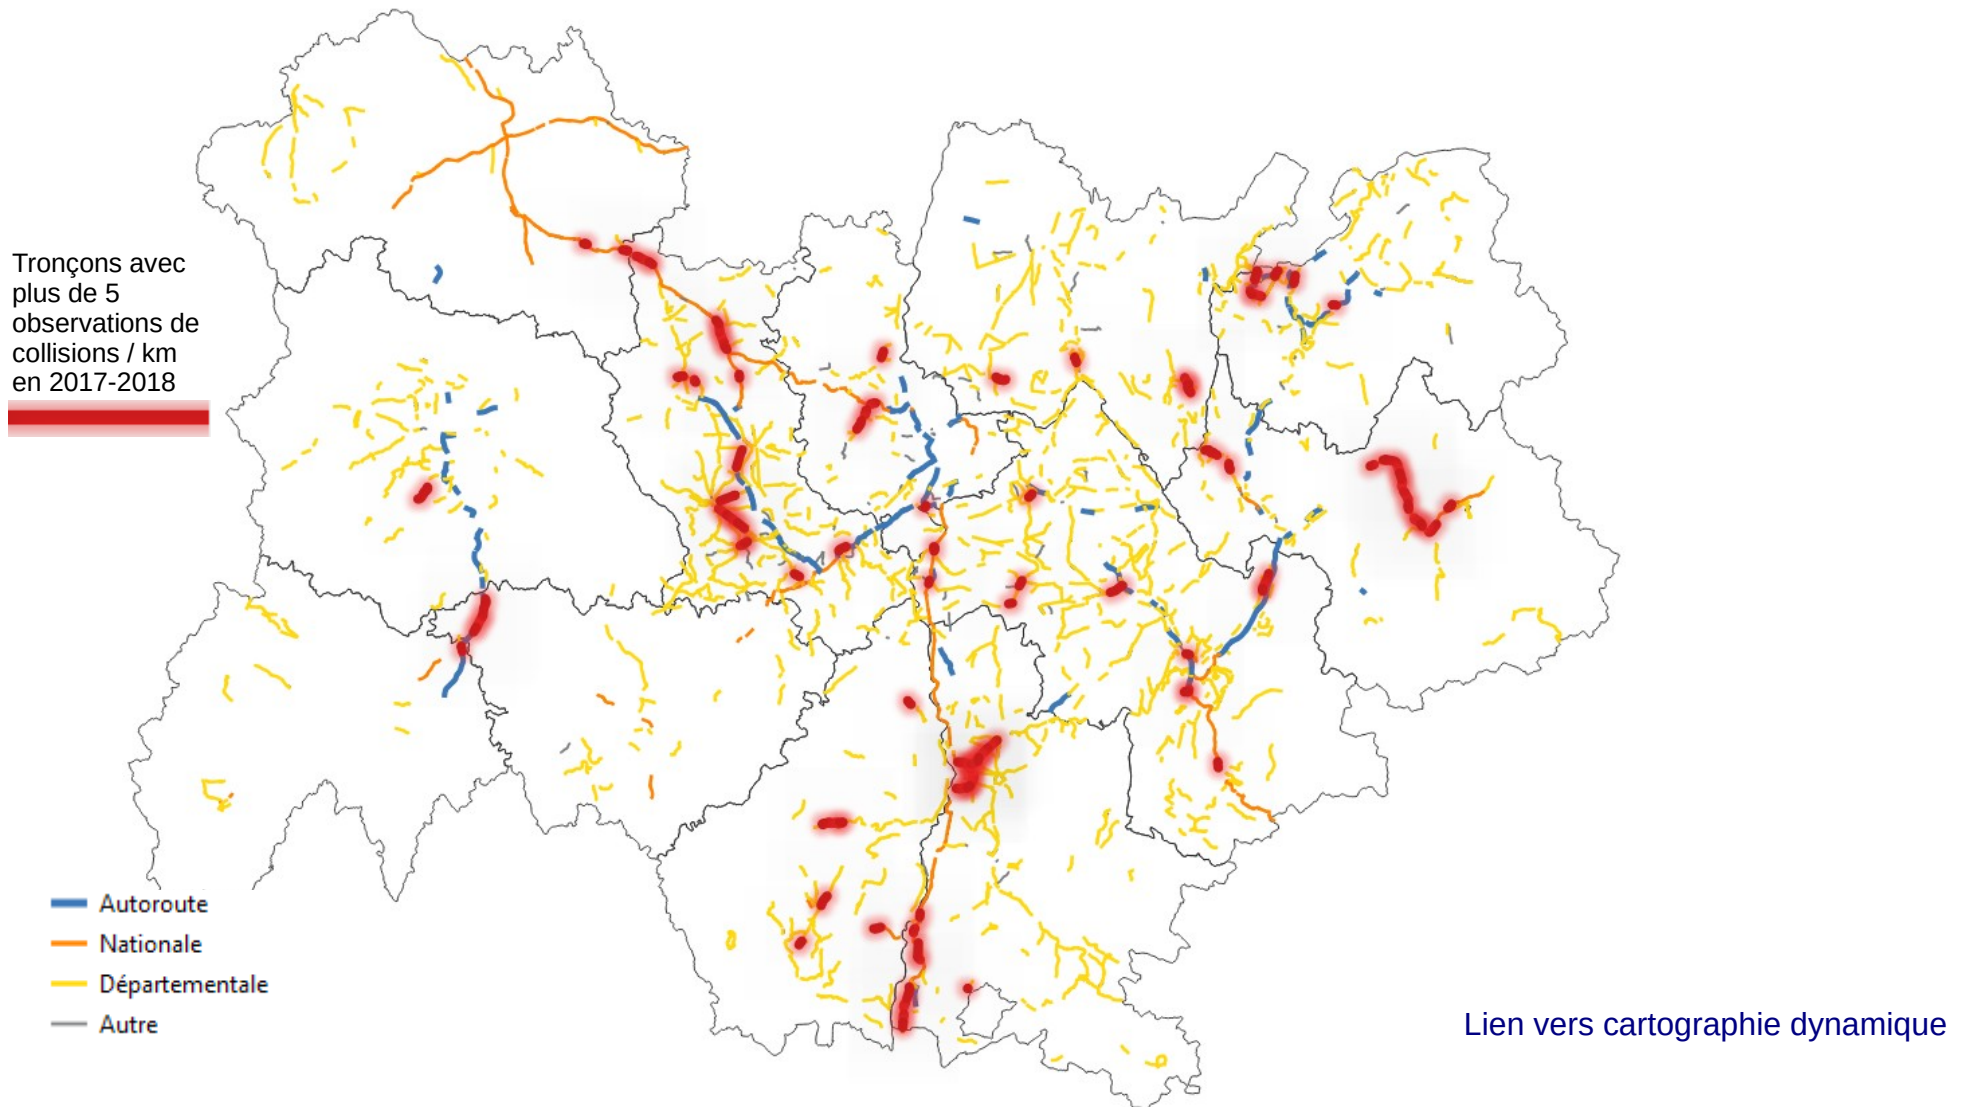 Tronçons avec
plus de 5
observations de
collisions / km
en 2017-2018
Autoroute
Nationale
Départementale
Autre
Lien vers cartographie dynamique